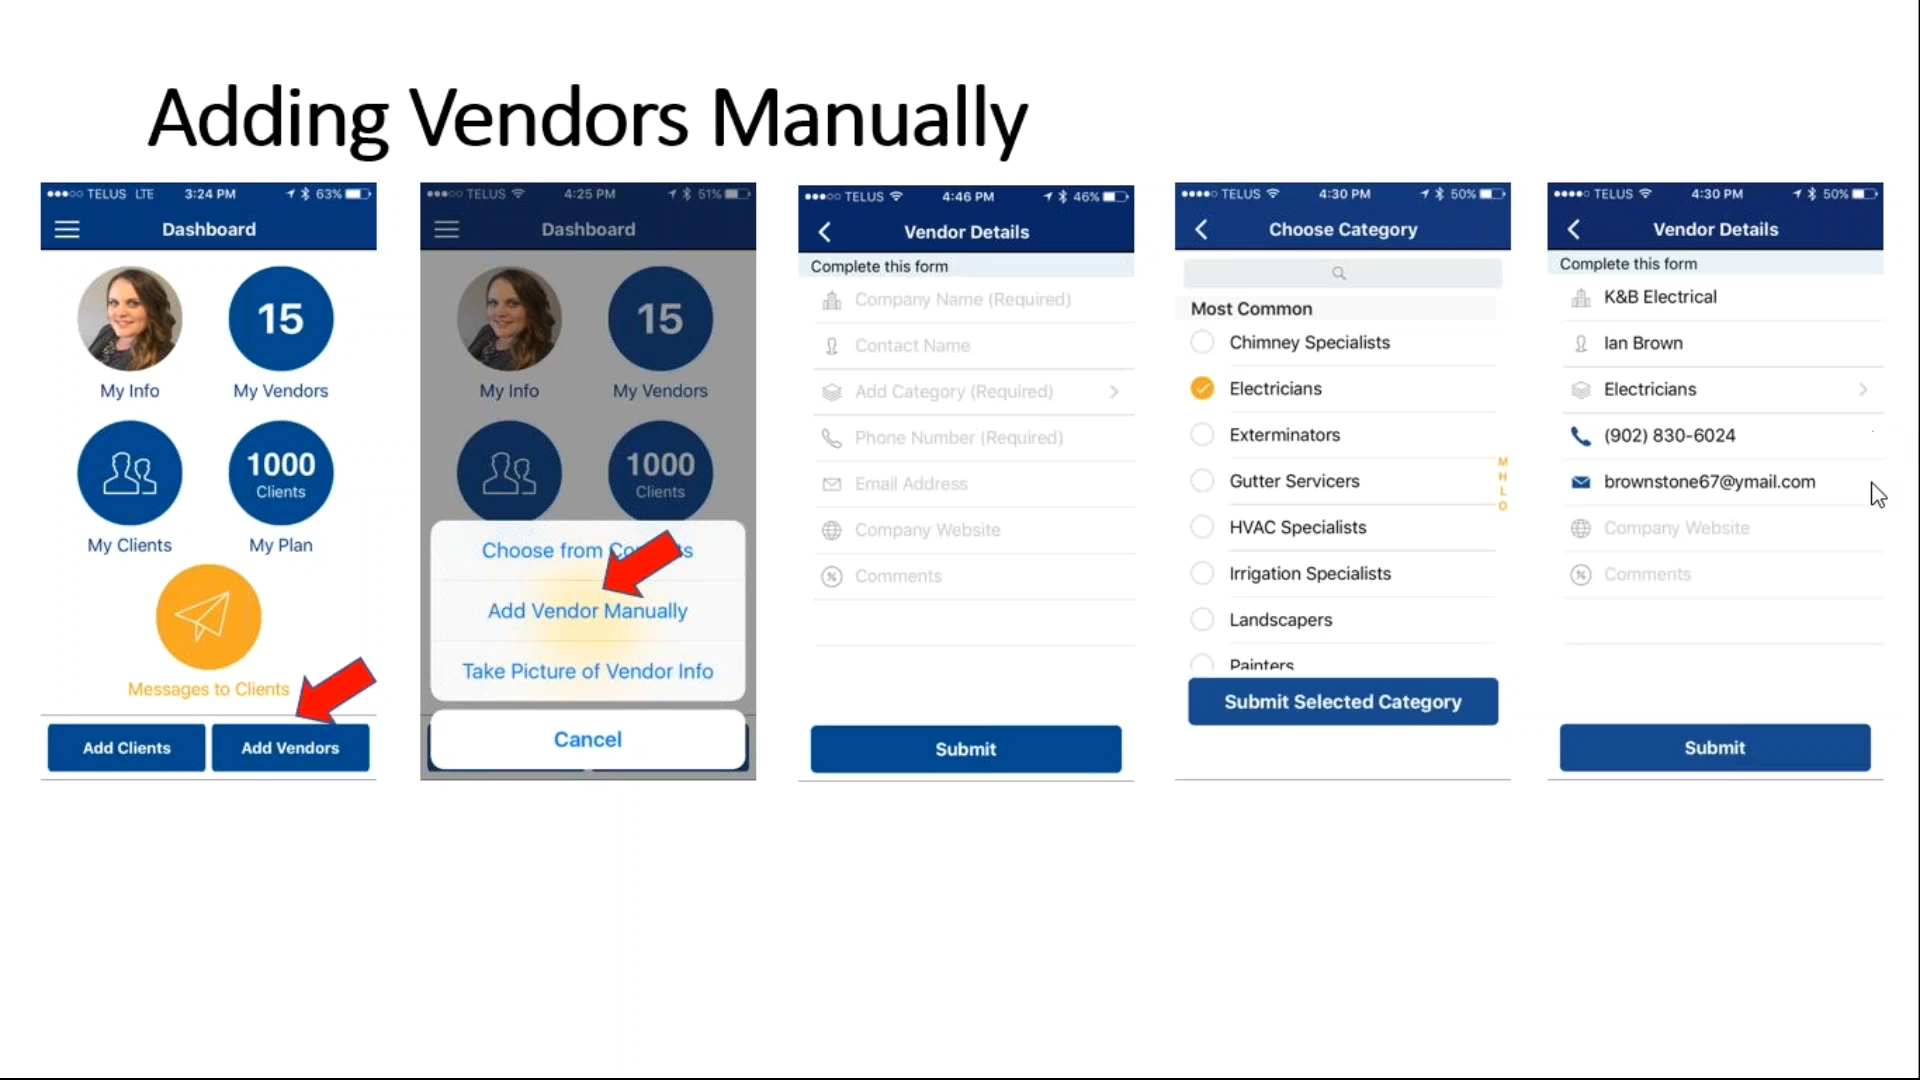 Adding Vendors Manually
TELUS LTE 3:24 PM 63%
Dashboard
15
My Info My Vendors
1000
Clients
My Clients My Plan
Messages to Clients
Add Clients Add Vendors
TELUS 4:25 PM 51%
Dashboard
15
My Info My Vendors
1000
Clients
Choose from
Add Vendor Manually
Take Picture of Vendor Info
Cancel
TELUS 4:46 PM 46%
Vendor Details
Complete this form
Company Name (Required)
Contact Name
Add Category (Required)
Phone Number (Required)
Email Address
Company Website
Comments
Submit
TELUS 4:30 PM 50%
Choose Category
Most Common
Chimney Specialists
Electricians
Exterminators
Gutter Servicers
HVAC Specialists
Irrigation Specialists
Landscapers
Painters
M
H
L
O
Submit Selected Category
TELUS 4:30 PM 50%
Vendor Details
Complete this form
K&B Electrical
Ian Brown
Electricians
(902) 830-6024
brownstone67@ymail.com
Company Website
Comments
Submit